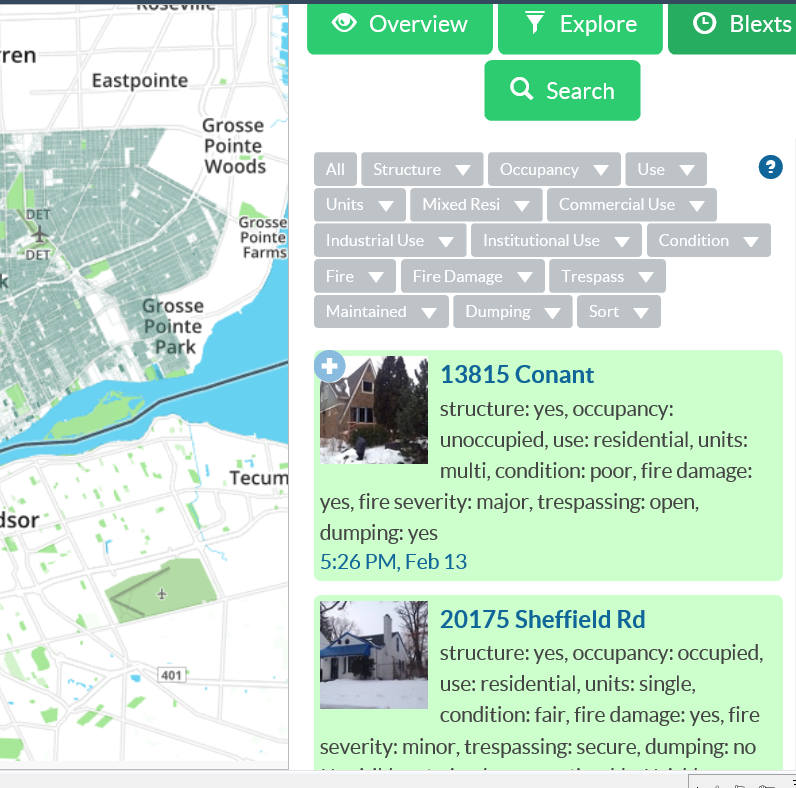 Roseville
rren
Eastpointe
Grosse
Pointe
Woods
DET
DET
Grosse
Pointe
Farms
k
Grosse
Pointe
Park
Tecum
dsor
401
Overview
Explore
Blexts
Search
All
Structure
Occupancy
Use
?
Units
Mixed Resi
Commercial Use
Industrial Use
Institutional Use
Condition
Fire
Fire Damage
Trespass
Maintained
Dumping
Sort
13815 Conant
structure: yes, occupancy:
unoccupied, use: residential, units:
multi, condition: poor, fire damage:
yes, fire severity: major, trespassing: open,
dumping: yes
5:26 PM, Feb 13
20175 Sheffield Rd
structure: yes, occupancy: occupied,
use: residential, units: single,
condition: fair, fire damage: yes, fire
severity: minor, trespassing: secure, dumping: no